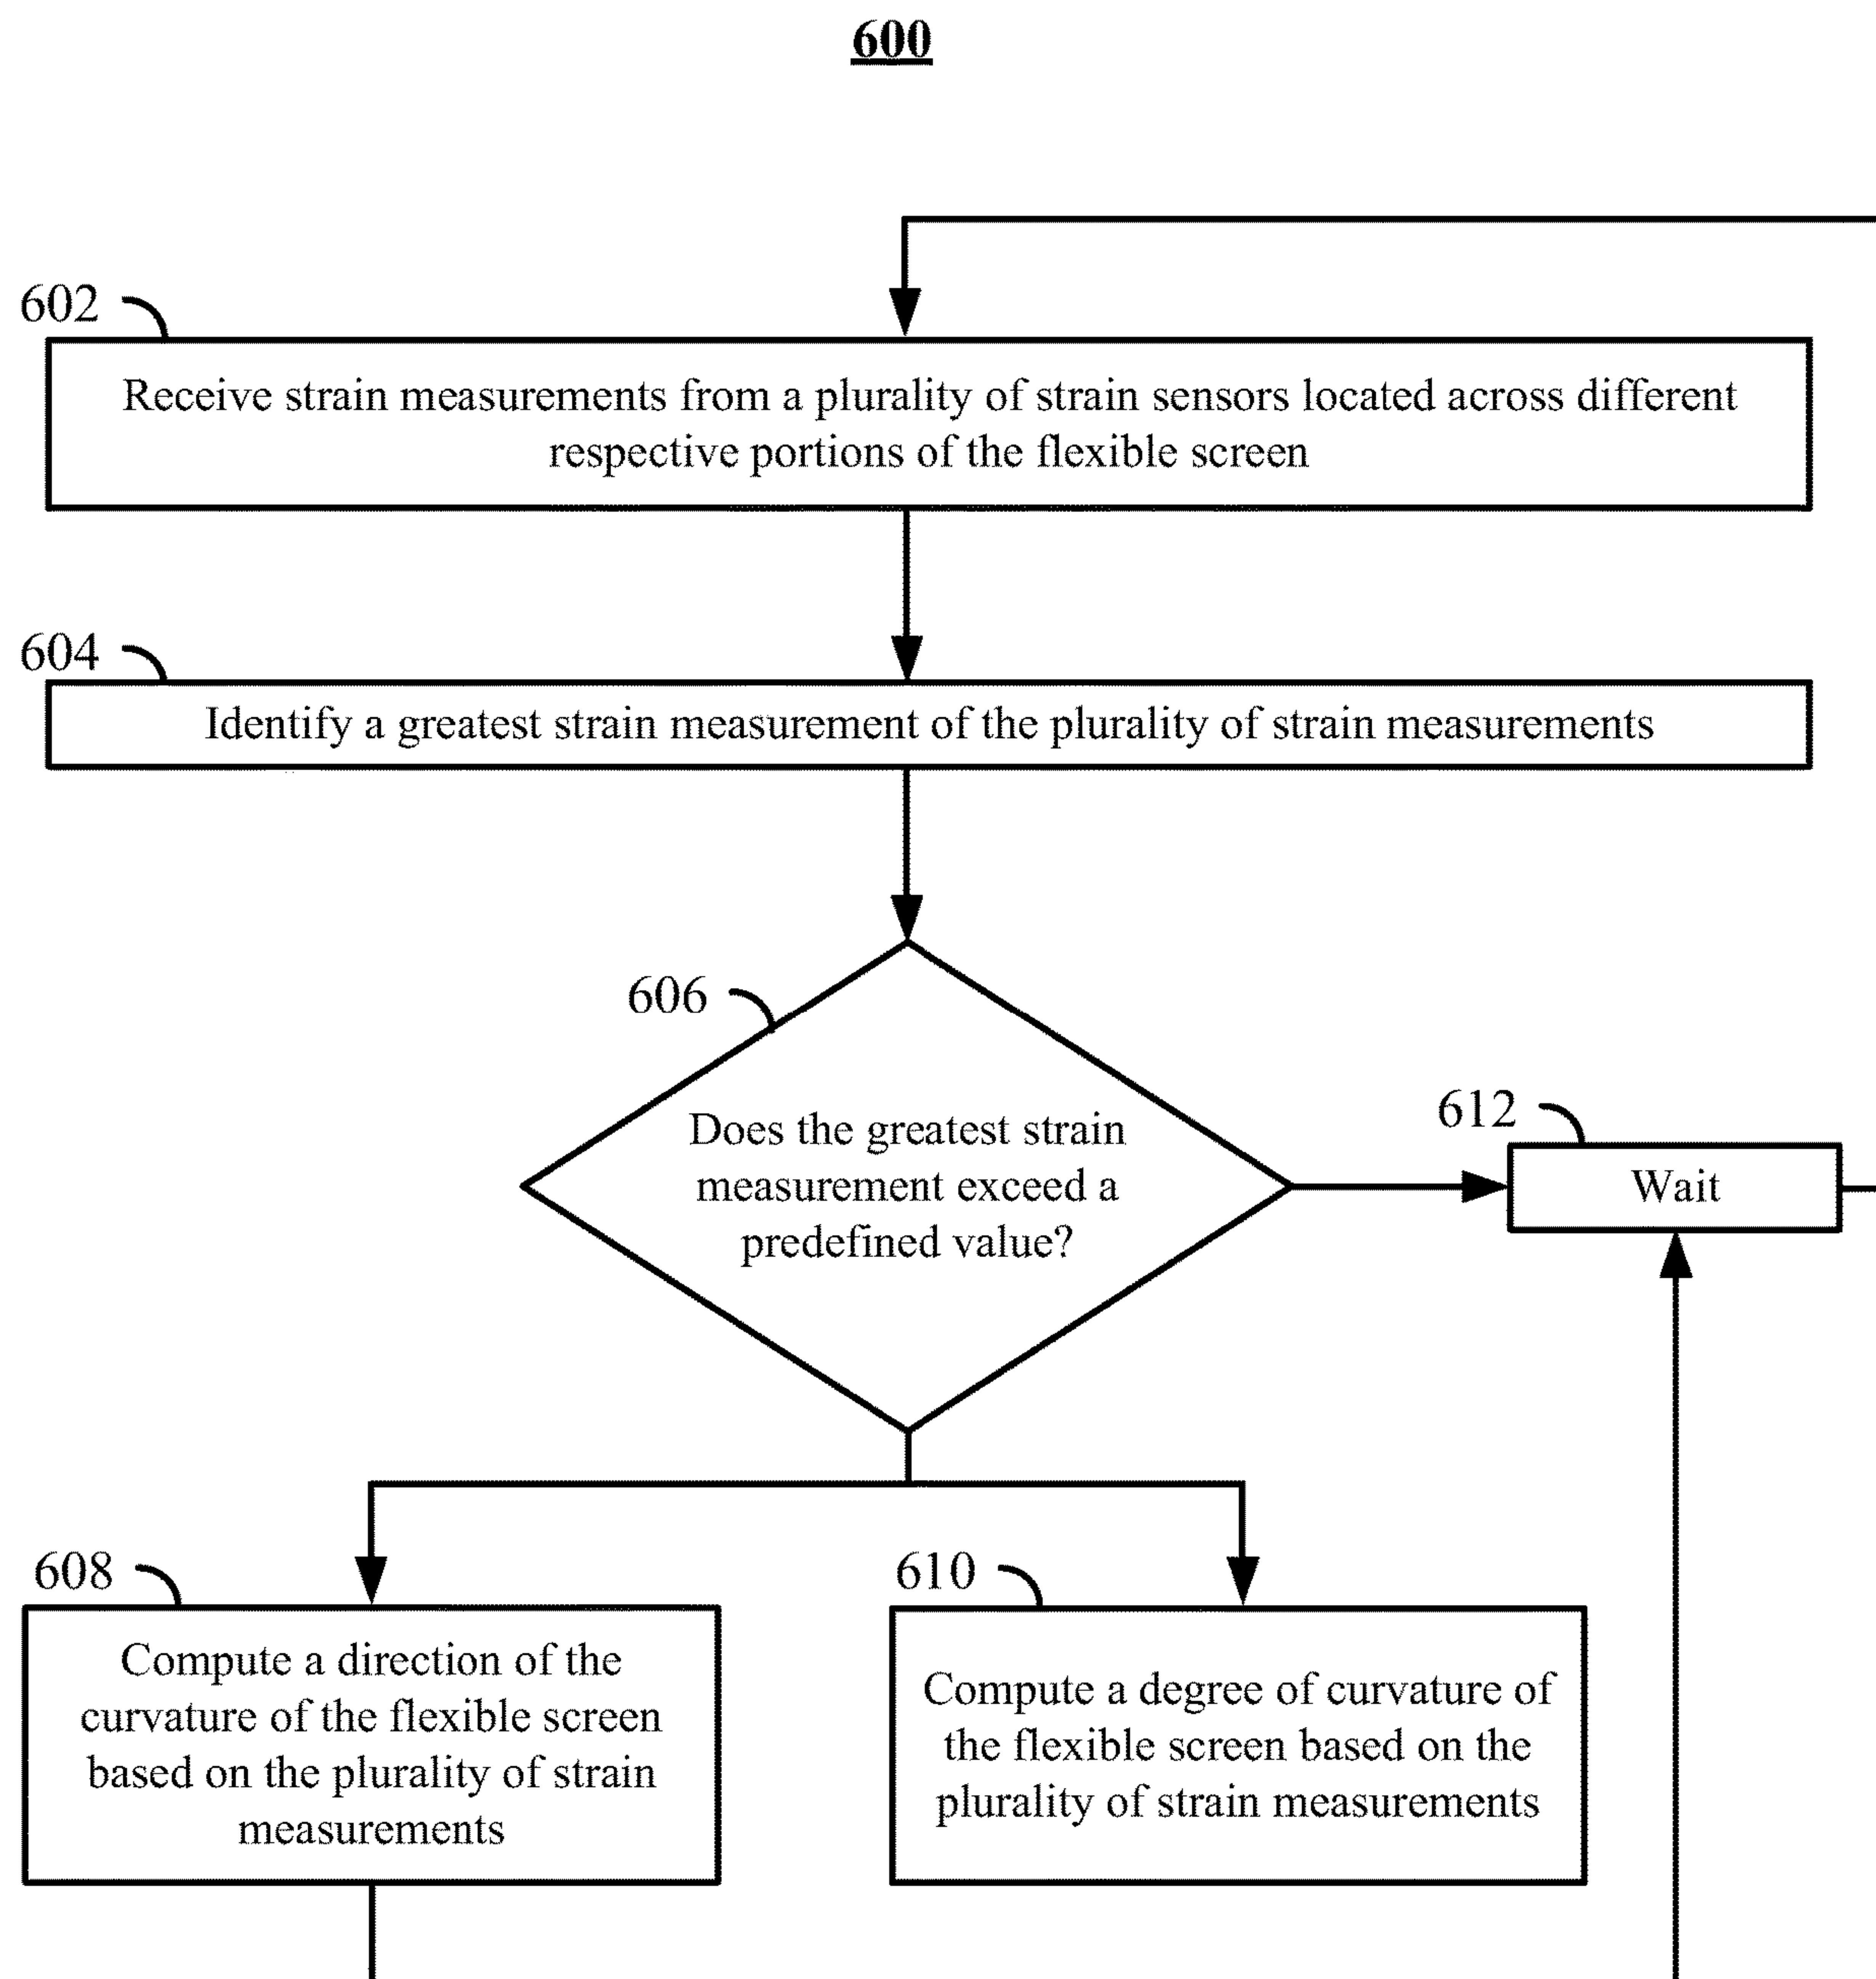 600
602
Receive strain measurements from a plurality of strain sensors located across different
respective portions of the flexible screen
604
Identify a greatest strain measurement of the plurality of strain measurements
606
Does the greatest strain
measurement exceed a
predefined value?
612
Wait
608
Compute a direction of the
curvature of the flexible screen
based on the plurality of strain
measurements
610
Compute a degree of curvature of
the flexible screen based on the
plurality of strain measurements